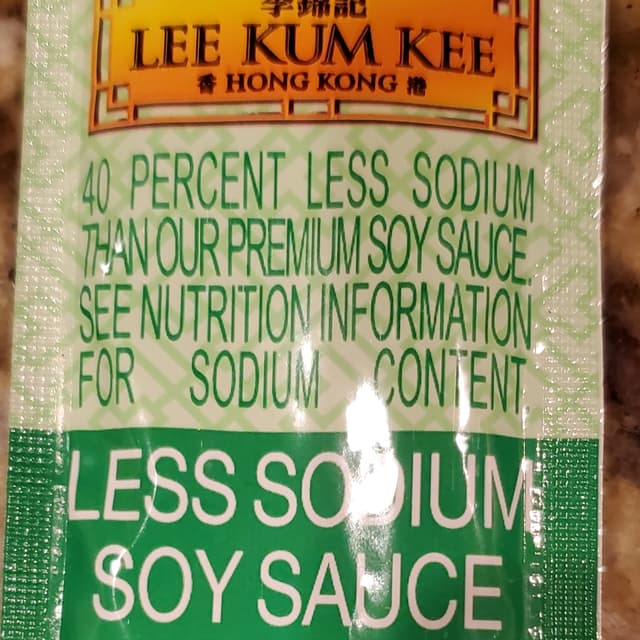 李錦記
LEE KUM KEE
香 HONG KONG 港
40 PERCENT LESS SODIUM
THAN OUR PREMIUM SOY SAUCE.
SEE NUTRITION INFORMATION
FOR SODIUM CONTENT.
LESS SODIUM
SOY SAUCE